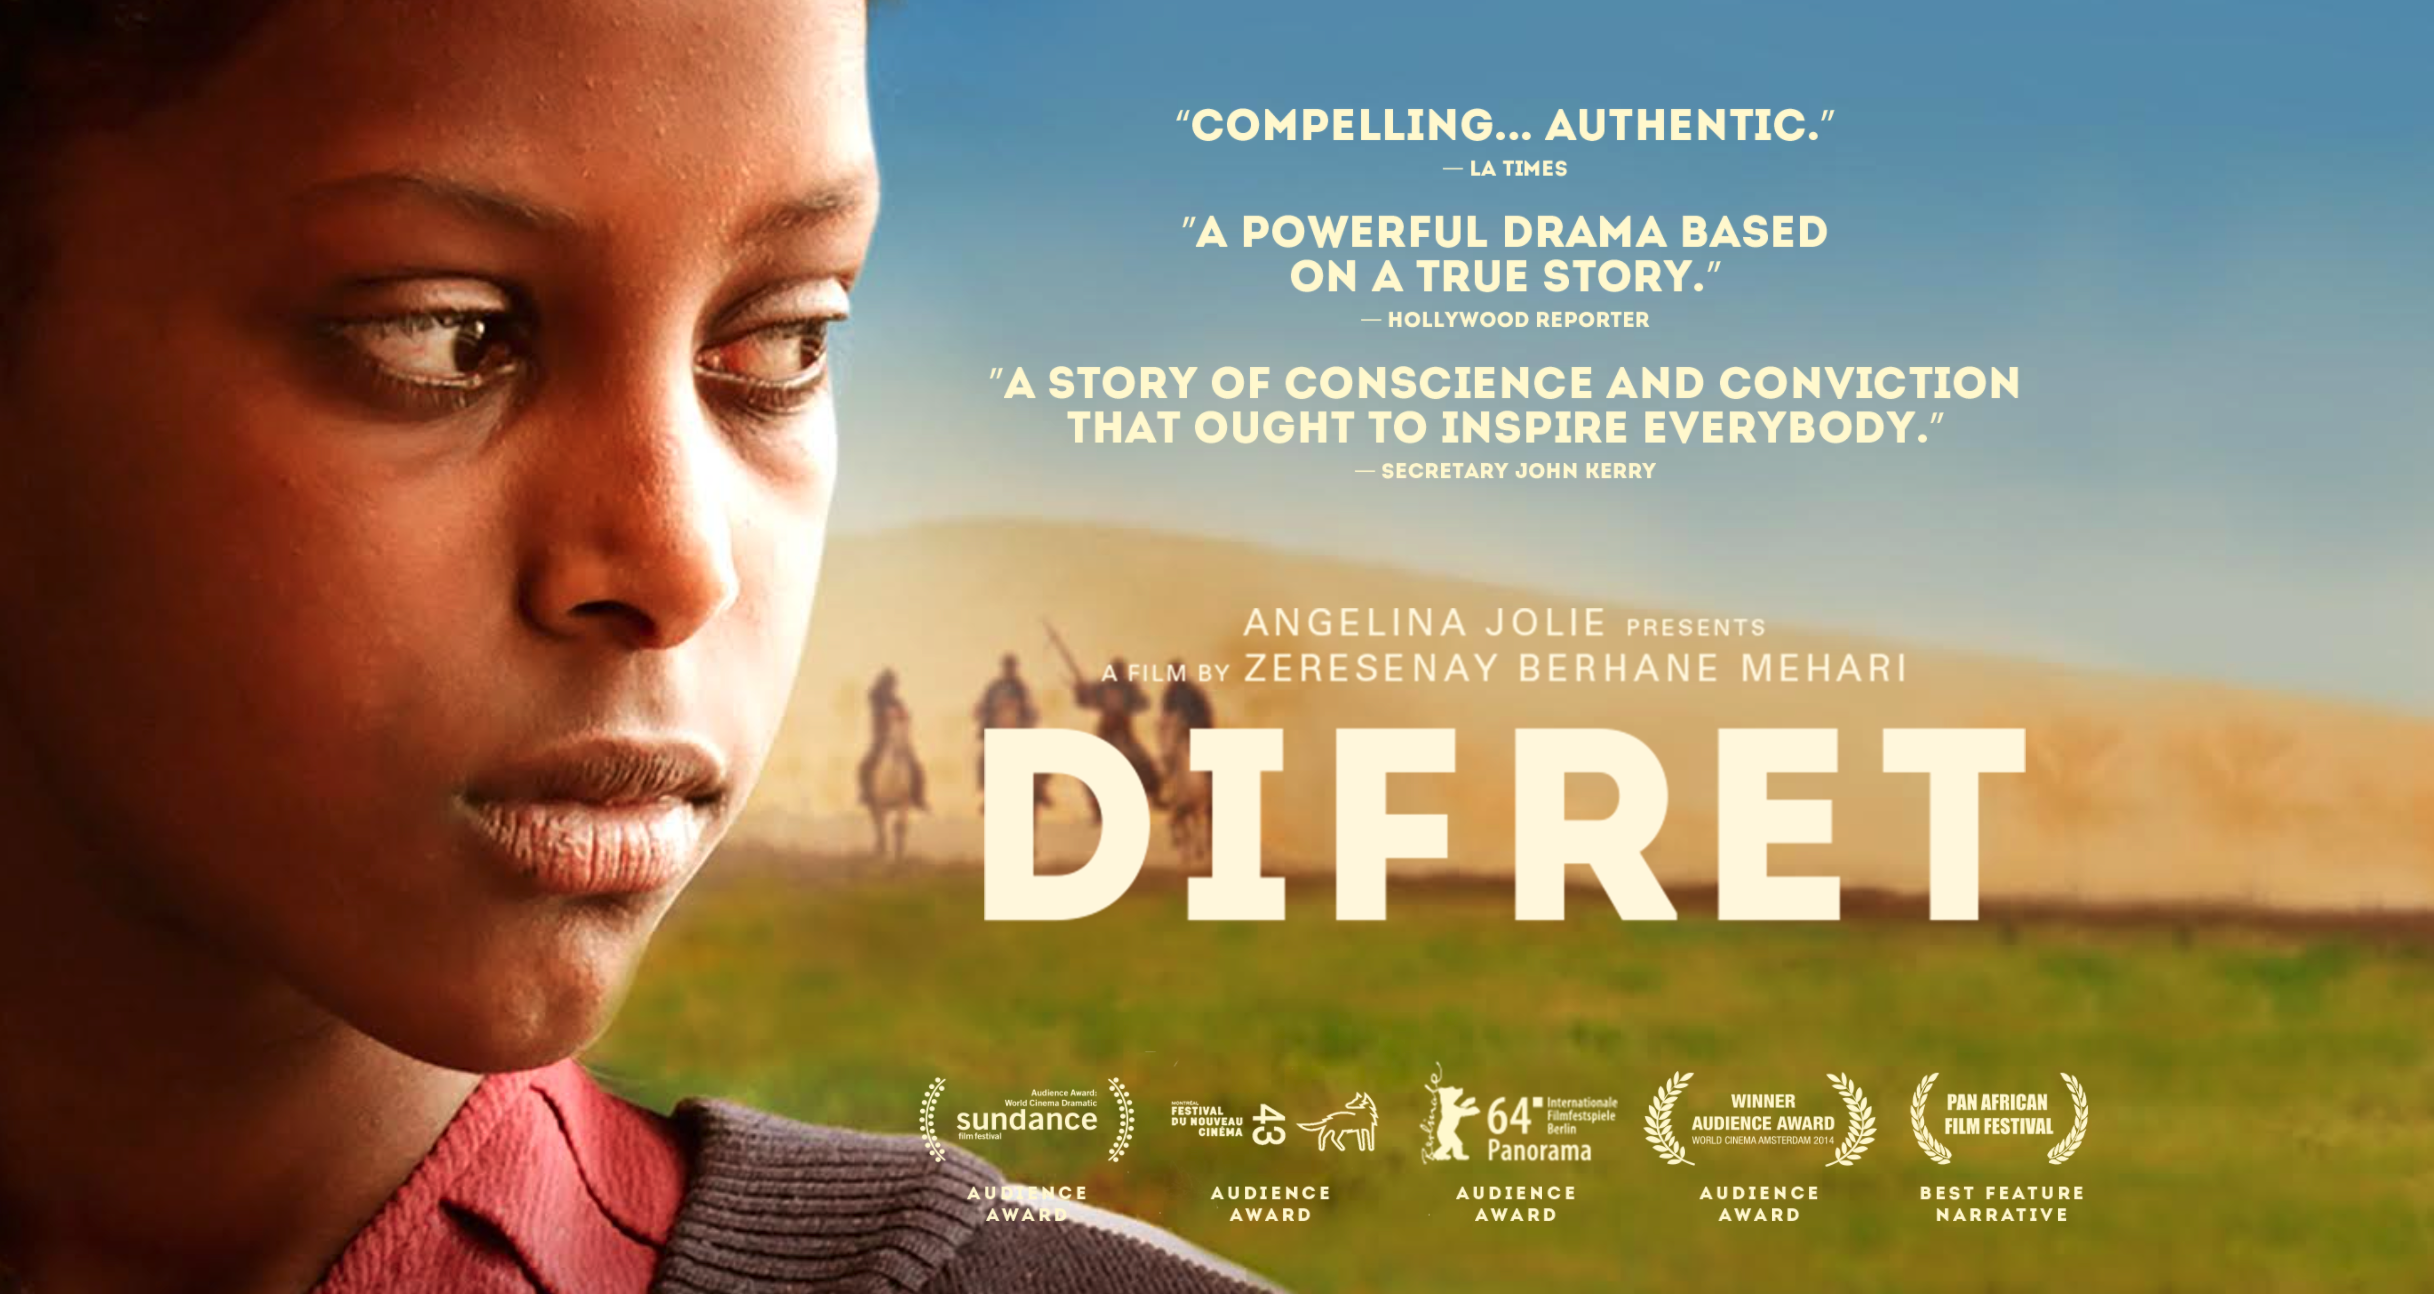 “COMPELLING... AUTHENTIC.”
— LA TIMES
"A POWERFUL DRAMA BASED
ON A TRUE STORY."
— HOLLYWOOD REPORTER
"A STORY OF CONSCIENCE AND CONVICTION
THAT OUGHT TO INSPIRE EVERYBODY."
— SECRETARY JOHN KERRY
ANGELINA JOLIE PRESENTS
A FILM BY ZERESENAY BERHANE MEHARI
DIFRET
Audience Award:
World Cinema Dramatic
sundance
film festival
AUDIENCE
AWARD
MONTRÉAL
FESTIVAL
DU NOUVEAU
CINÉMA
43
AUDIENCE
AWARD
Berlinale
64
Internationale
Filmfestspiele
Berlin
Panorama
AUDIENCE
AWARD
WINNER
AUDIENCE AWARD
WORLD CINEMA AMSTERDAM 2014
AUDIENCE
AWARD
PAN AFRICAN
FILM FESTIVAL
BEST FEATURE
NARRATIVE